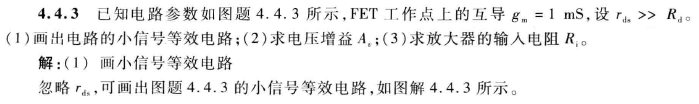 4.4.3 已知电路参数如图题 4.4.3 所示,FET 工作点上的互导 gₘ = 1 mS,设 r_ds >> R_d。
(1)画出电路的小信号等效电路;(2)求电压增益 A_v;(3)求放大器的输入电阻 R_i。
解:(1) 画小信号等效电路
忽略 r_ds,可画出图题 4.4.3 的小信号等效电路,如图解 4.4.3 所示。